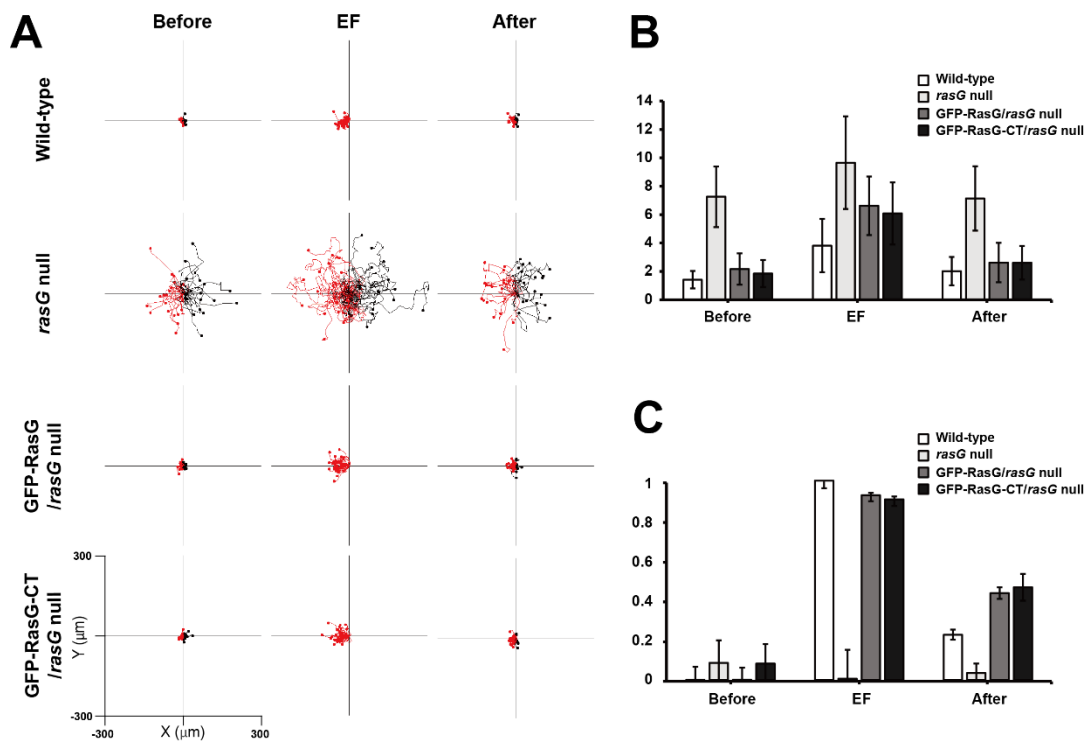 A
Before
EF
After
Wild-type
rasG null
GFP-RasG
/rasG null
GFP-RasG-CT
/rasG null
300
Y (μm)
-300
-300
X (μm)
300
B
Wild-type
rasG null
GFP-RasG/rasG null
GFP-RasG-CT/rasG null
14
12
10
8
6
4
2
0
Before
EF
After
C
Wild-type
rasG null
GFP-RasG/rasG null
GFP-RasG-CT/rasG null
1
0.8
0.6
0.4
0.2
0
Before
EF
After